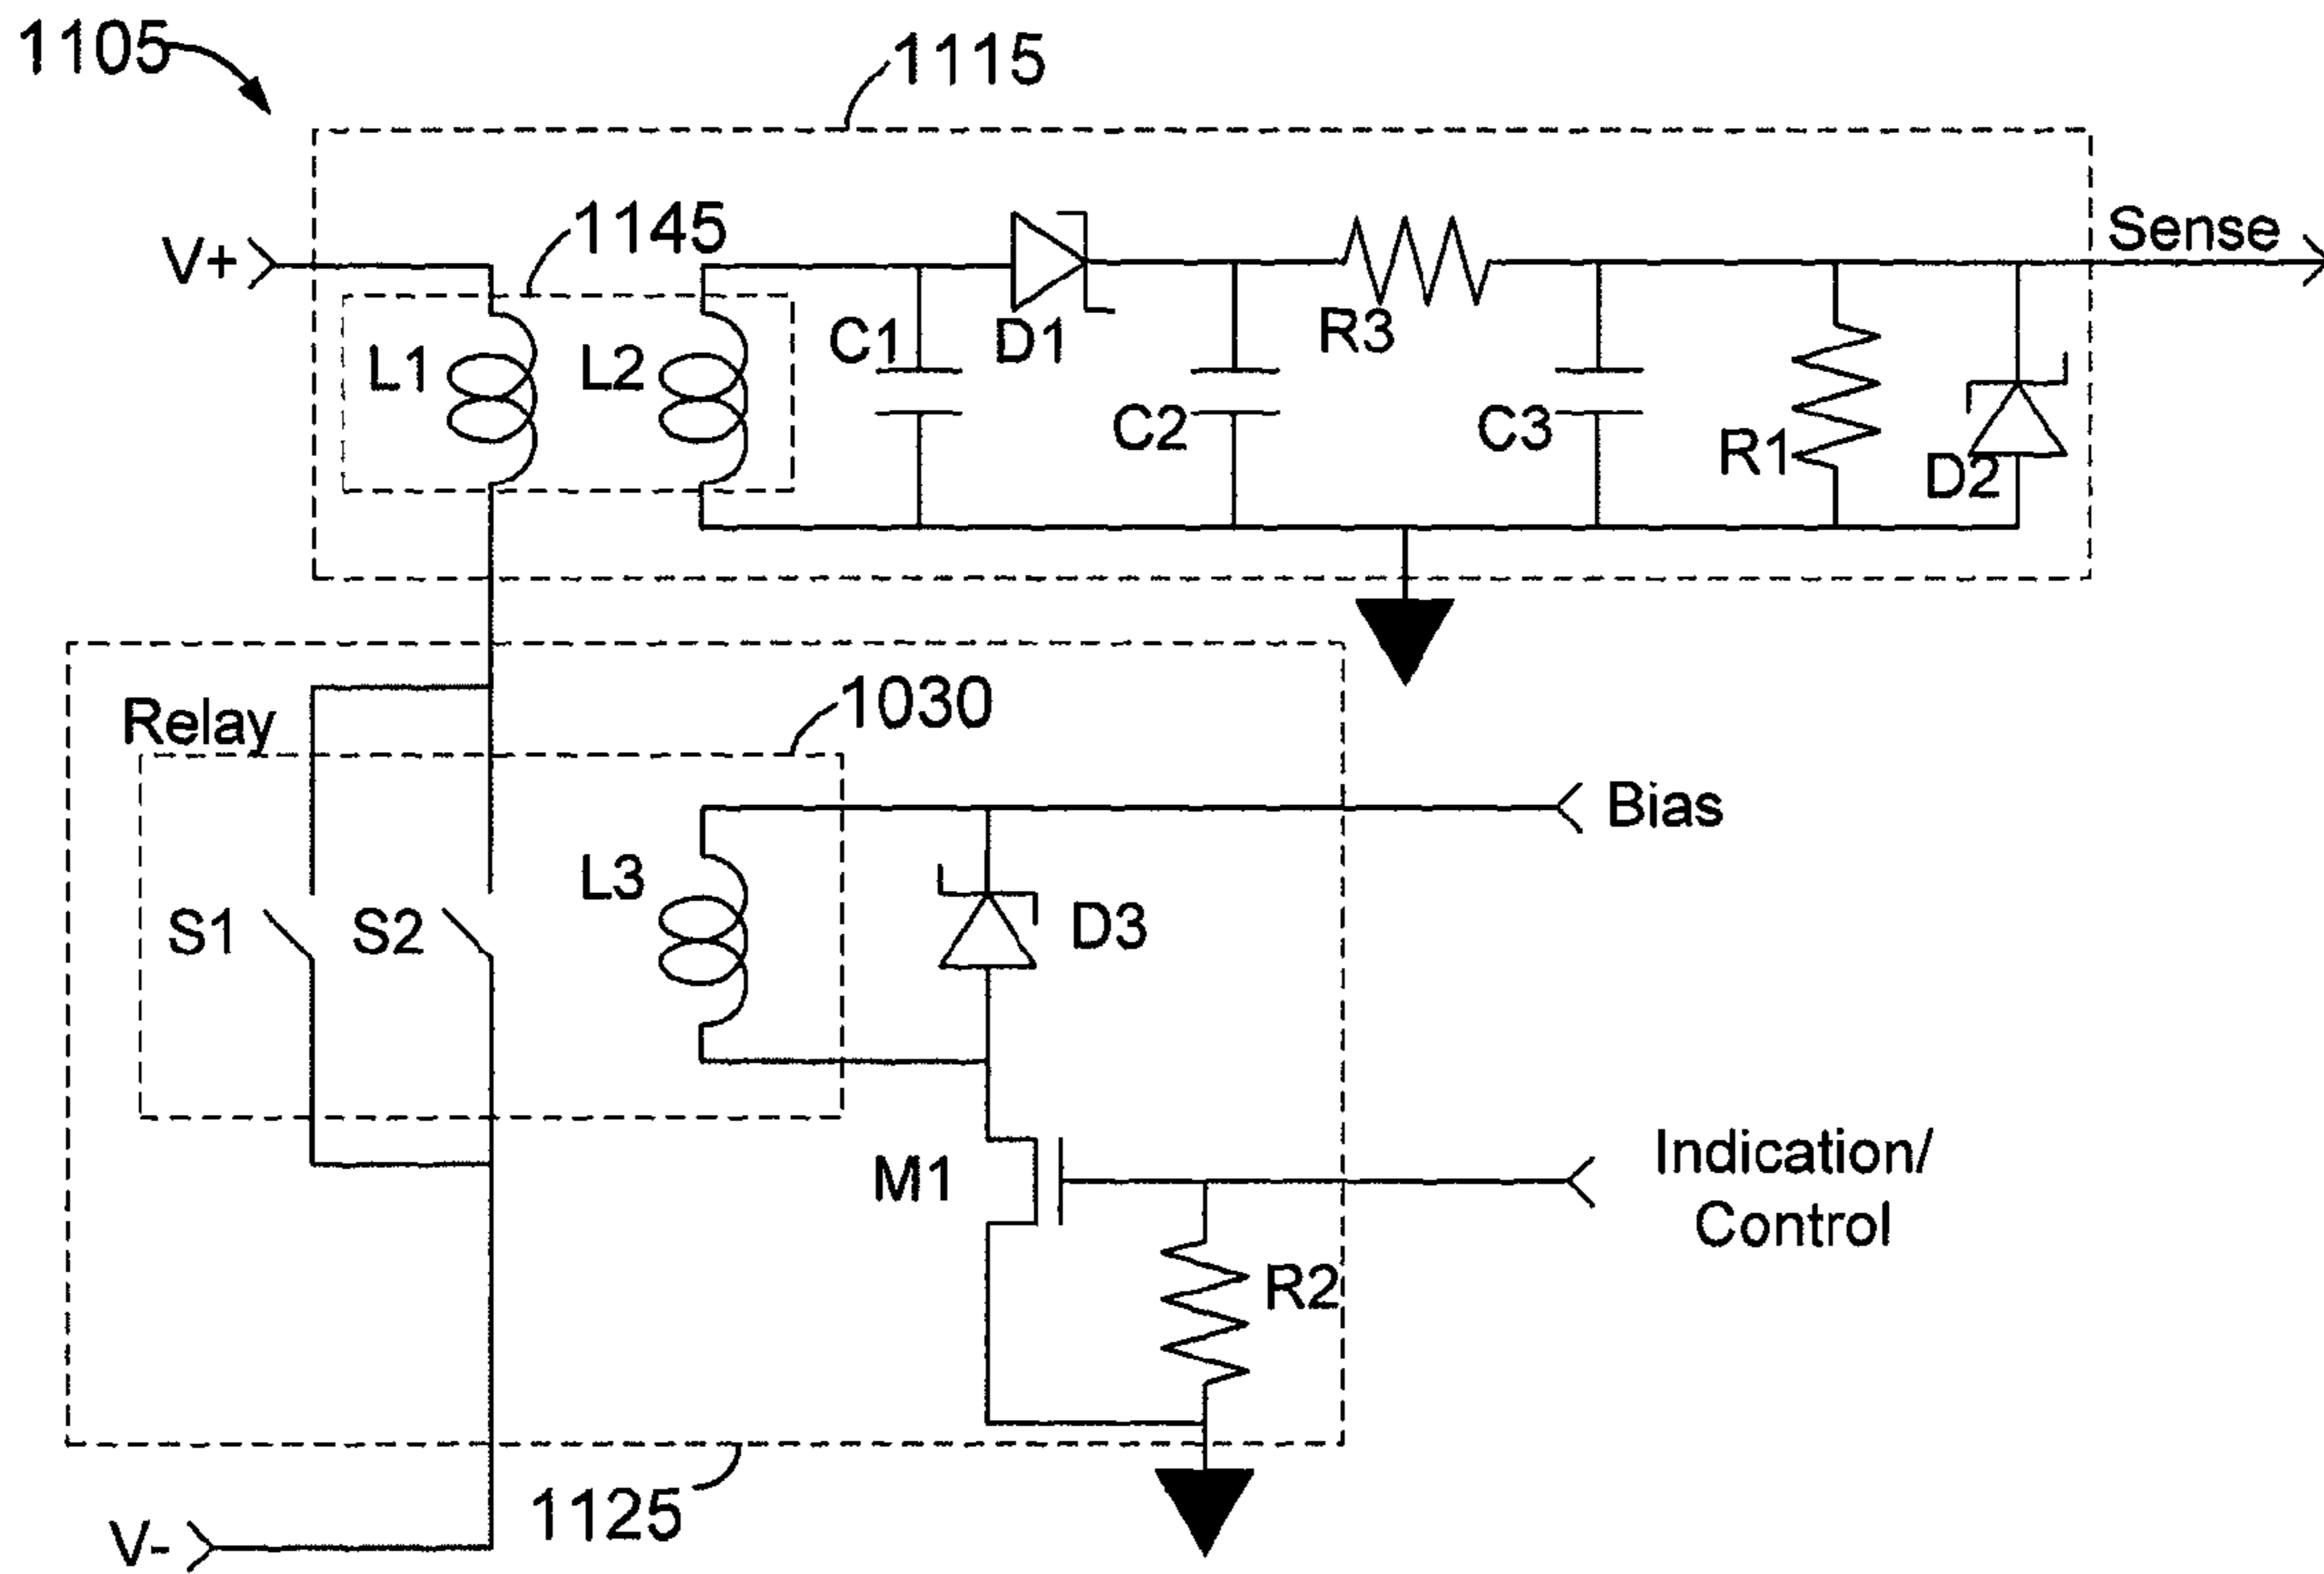 1105
1115
1145
V+
Sense
L1
L2
C1
D1
R3
C2
C3
R1
D2
Relay
1030
Bias
L3
S1
S2
D3
M1
Indication/
Control
R2
1125
V-